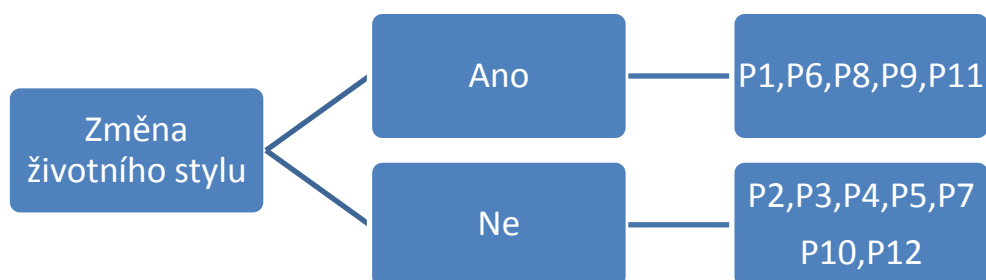 Změna
životního stylu
Ano
P1,P6,P8,P9,P11
Ne
P2,P3,P4,P5,P7
P10,P12